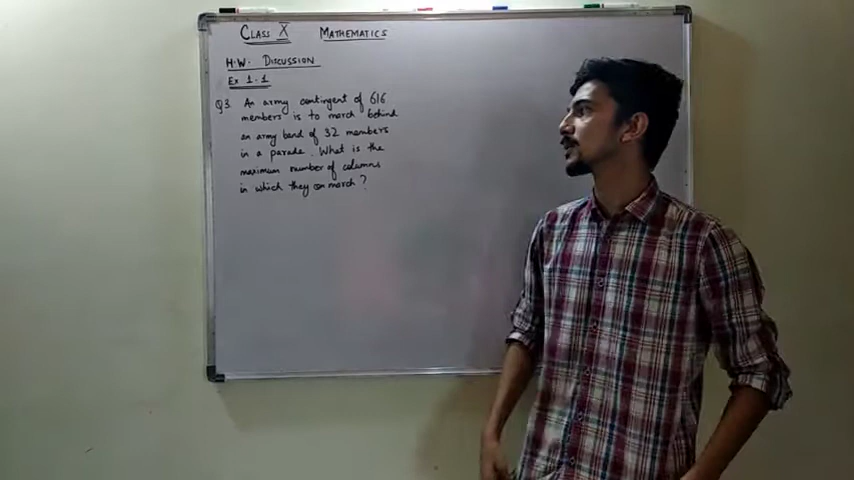 Class X Mathematics
H.W. Discussion
Ex 1.1
Q3 An army contingent of 616
members is to march behind
an army band of 32 members
in a parade. What is the
maximum number of columns
in which they can march?